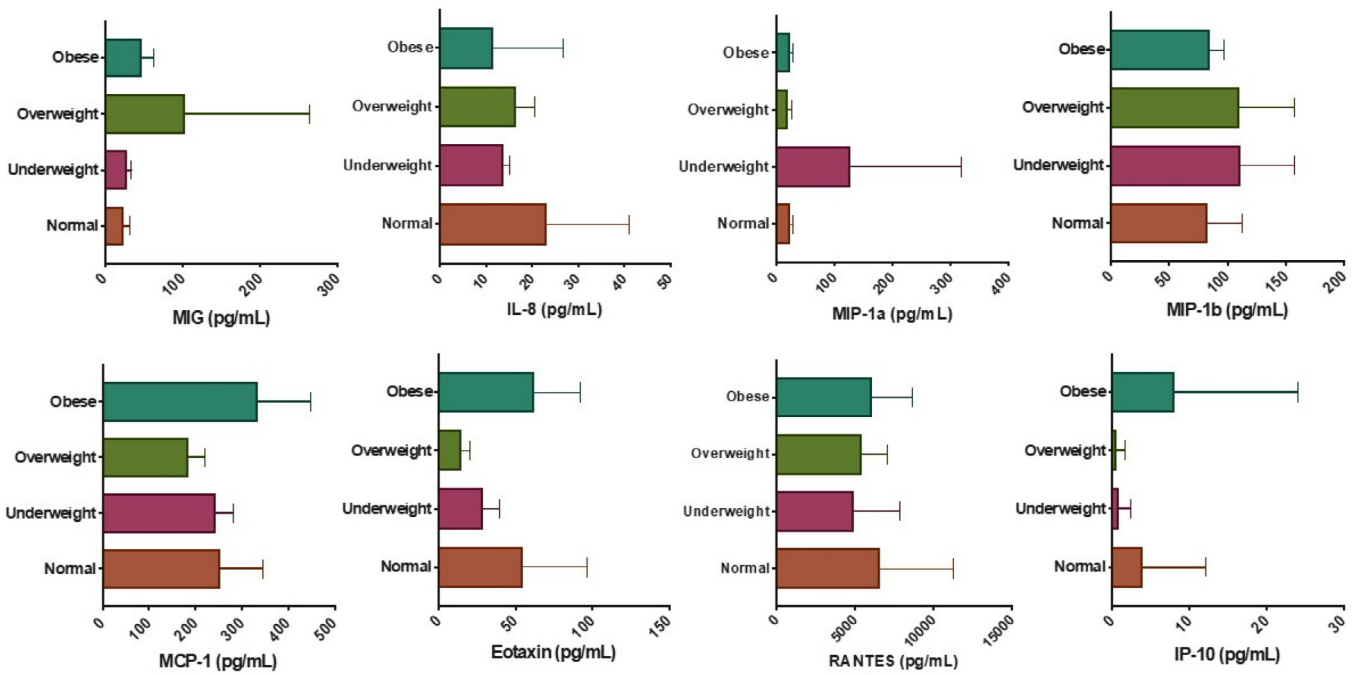 Obese
Overweight
Underweight
Normal
0
100
200
300
MIG (pg/mL)
Obese
Overweight
Underweight
Normal
0
10
20
30
40
50
IL-8 (pg/mL)
Obese
Overweight
Underweight
Normal
0
100
200
300
400
MIP-1a (pg/mL)
Obese
Overweight
Underweight
Normal
0
50
100
150
200
MIP-1b (pg/mL)
Obese
Overweight
Underweight
Normal
0
100
200
300
400
500
MCP-1 (pg/mL)
Obese
Overweight
Underweight
Normal
0
50
100
150
Eotaxin (pg/mL)
Obese
Overweight
Underweight
Normal
0
5000
10000
15000
RANTES (pg/mL)
Obese
Overweight
Underweight
Normal
0
10
20
30
IP-10 (pg/mL)